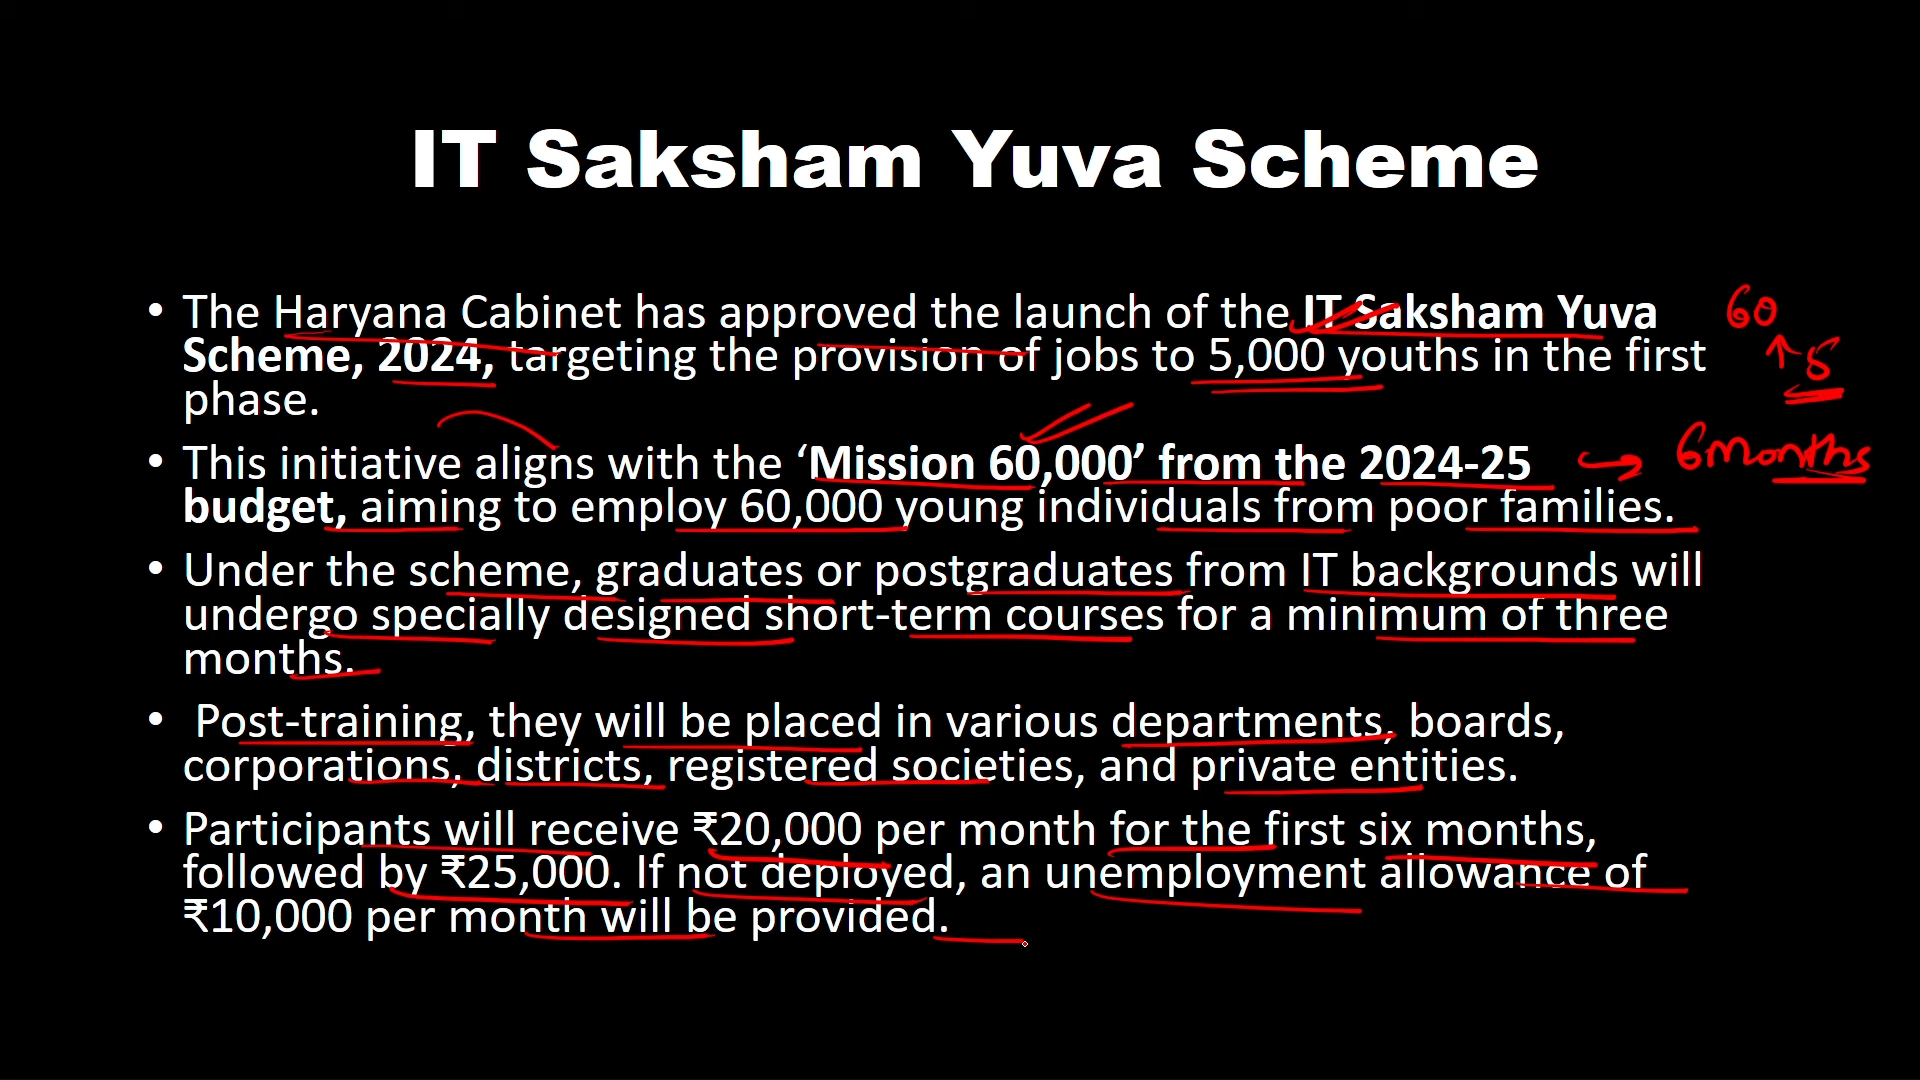 IT Saksham Yuva Scheme
• The Haryana Cabinet has approved the launch of the IT Saksham Yuva
Scheme, 2024, targeting the provision of jobs to 5,000 youths in the first
phase.
60
5
• This initiative aligns with the ‘Mission 60,000’ from the 2024-25
6 months
budget, aiming to employ 60,000 young individuals from poor families.
• Under the scheme, graduates or postgraduates from IT backgrounds will
undergo specially designed short-term courses for a minimum of three
months.
• Post-training, they will be placed in various departments, boards,
corporations, districts, registered societies, and private entities.
• Participants will receive ₹20,000 per month for the first six months,
followed by ₹25,000. If not deployed, an unemployment allowance of
₹10,000 per month will be provided.